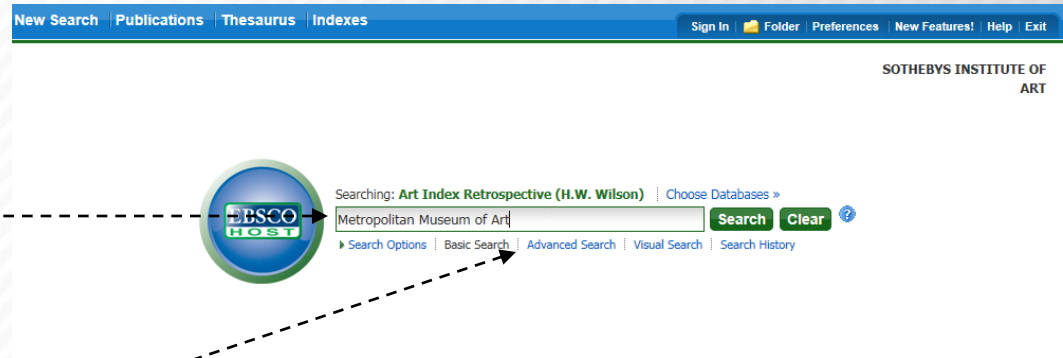 New Search Publications Thesaurus Indexes
Sign In Folder Preferences New Features! Help Exit
SOTHEBYS INSTITUTE OF
ART
Searching: Art Index Retrospective (H.W. Wilson) Choose Databases »
EBSCO
HOST
Metropolitan Museum of Art Search Clear ?
Search Options Basic Search Advanced Search Visual Search Search History